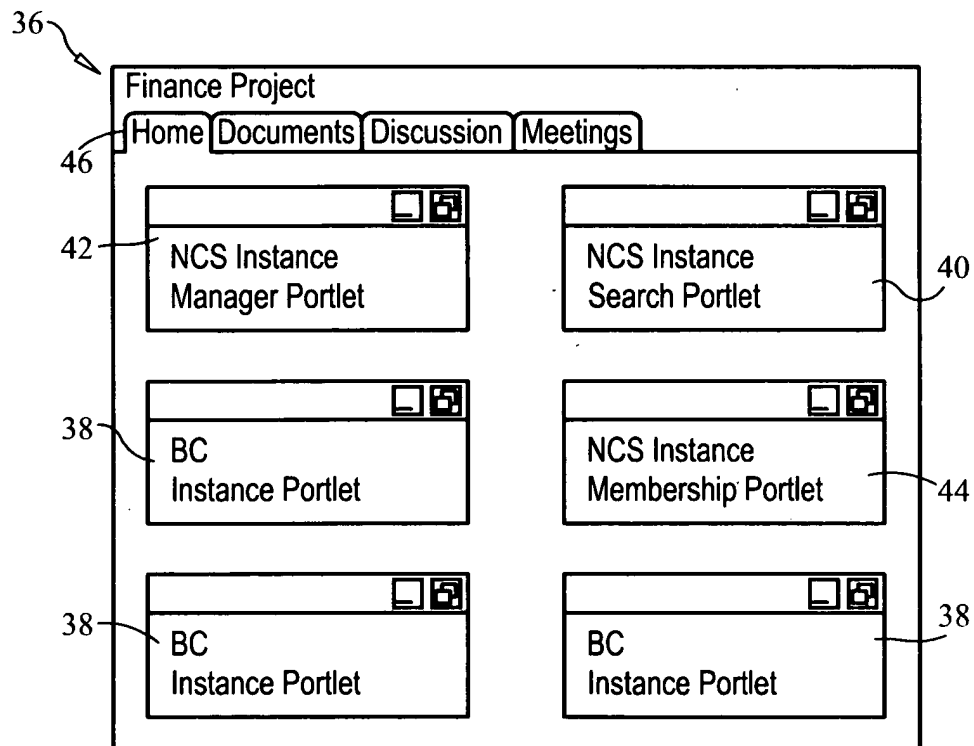 36
Finance Project
Home Documents Discussion Meetings
46
42
NCS Instance
Manager Portlet
NCS Instance
Search Portlet
40
38
BC
Instance Portlet
NCS Instance
Membership Portlet
44
38
BC
Instance Portlet
BC
Instance Portlet
38